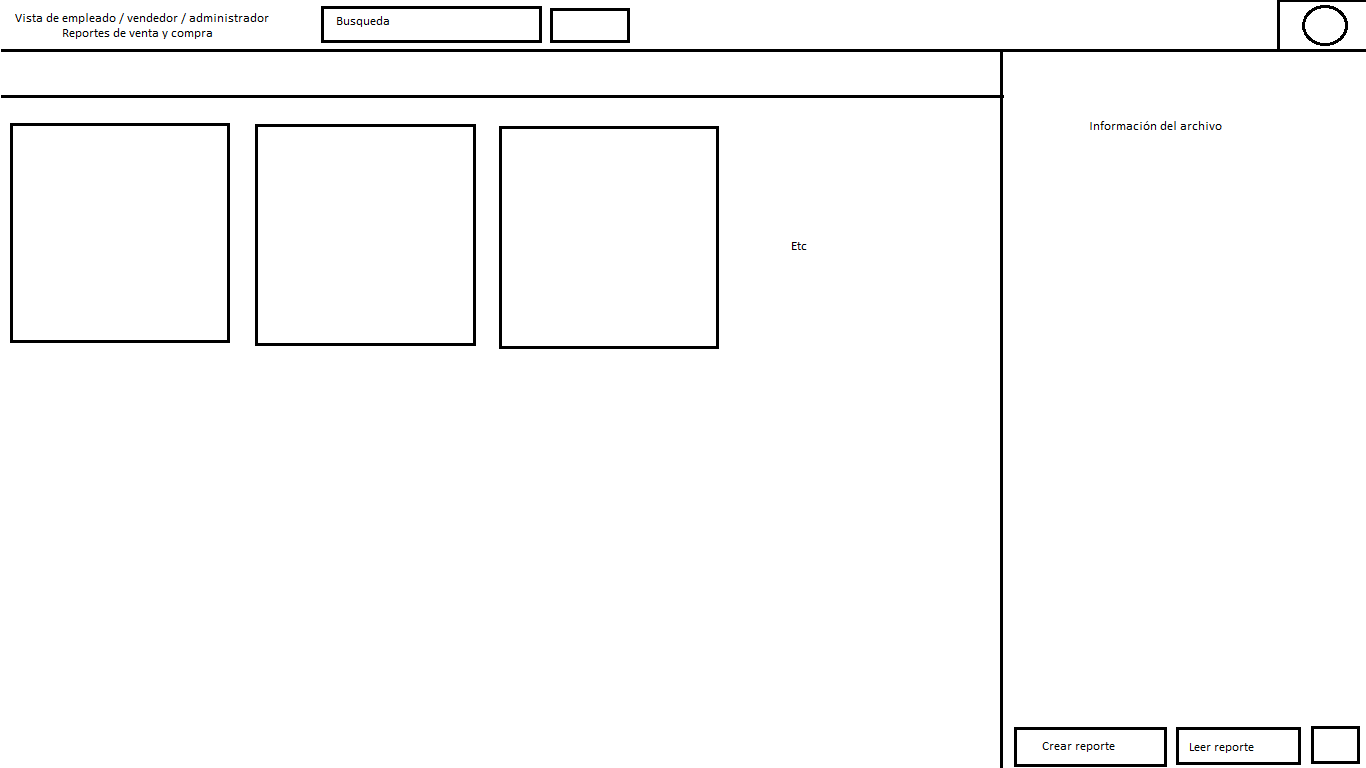 Vista de empleado / vendedor / administrador
Reportes de venta y compra
Busqueda
Información del archivo
Etc
Crear reporte
Leer reporte